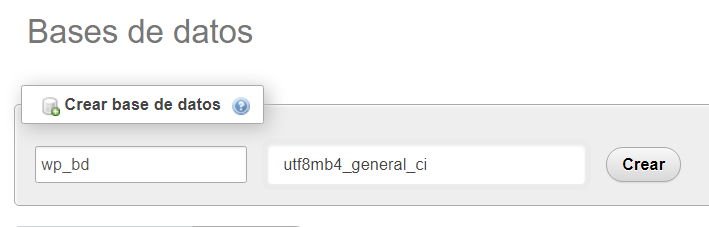 Bases de datos
Crear base de datos
wp_bd utf8mb4_general_ci Crear